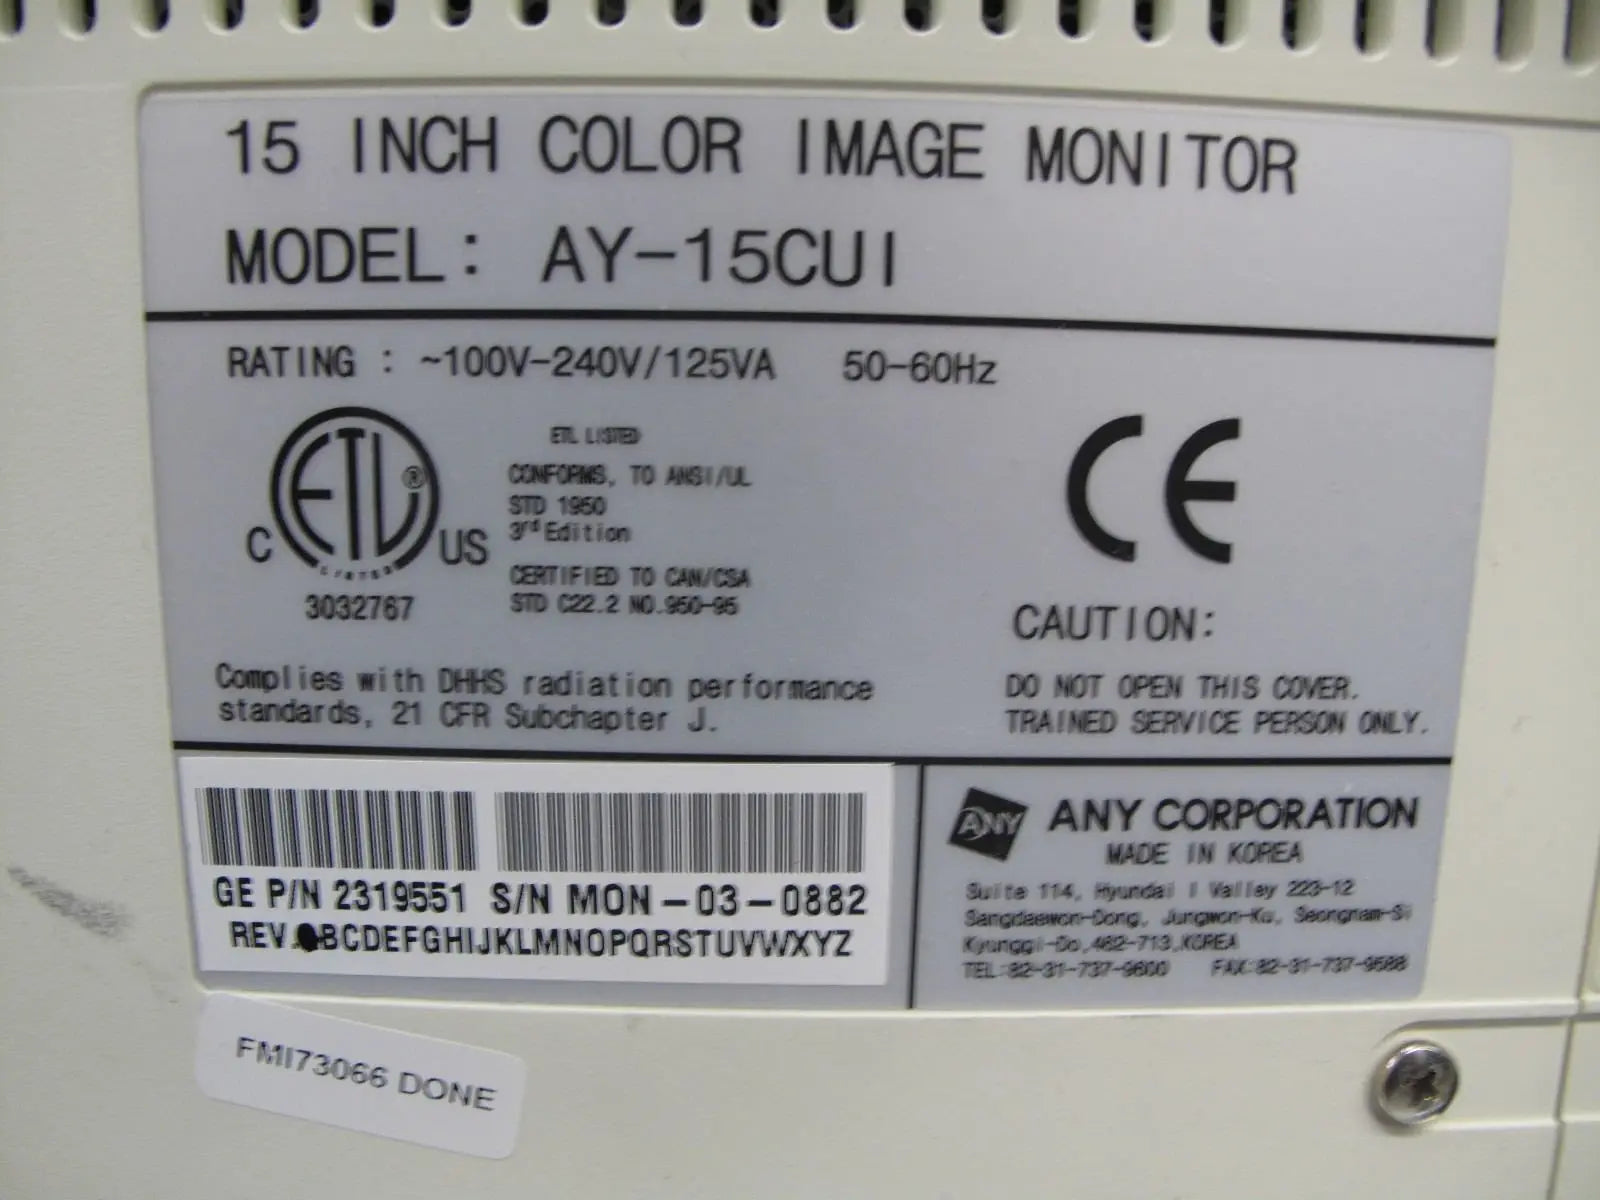 15 INCH COLOR IMAGE MONITOR
MODEL: AY-15CUI
RATING : ~100V-240V/125VA 50-60Hz
ETL LISTED
CONFORMS, TO ANSI/UL
STD 1950
3rd Edition
CERTIFIED TO CAN/CSA
STD C22.2 NO.950-95
ETL®
C US
LISTED
3032767
CE
Complies with DHHS radiation performance
standards, 21 CFR Subchapter J.
CAUTION:
DO NOT OPEN THIS COVER.
TRAINED SERVICE PERSON ONLY.
GE P/N 2319551 S/N MON-03-0882
REV. BCDEFGHIJKLMNOPQRSTUVWXYZ
ANY ANY CORPORATION
MADE IN KOREA
Suite 114, Hyundai I Valley 223-12
Sangdaewon-Dong, Jungwon-Ku, Seongnam-Si
Kyunggi-Do,462-713,KOREA
TEL:82-31-737-9600 FAX:82-31-737-9588
FMI73066 DONE